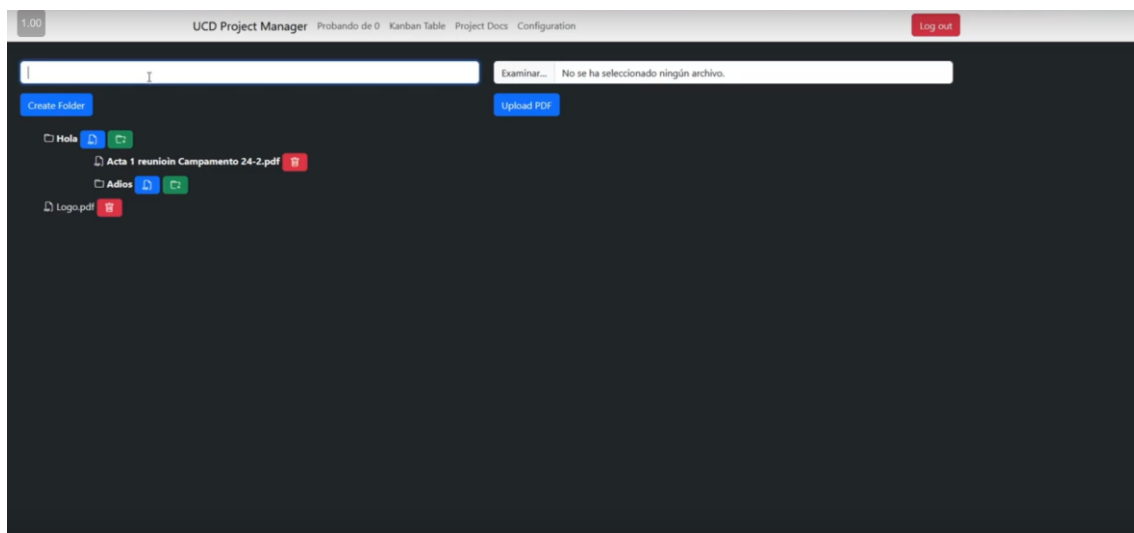 1.00
UCD Project Manager Probando de 0 Kanban Table Project Docs Configuration Log out
Examinar... No se ha seleccionado ningún archivo.
Create Folder Upload PDF
Hola
Acta 1 reunioin Campamento 24-2.pdf
Adios
Logo.pdf